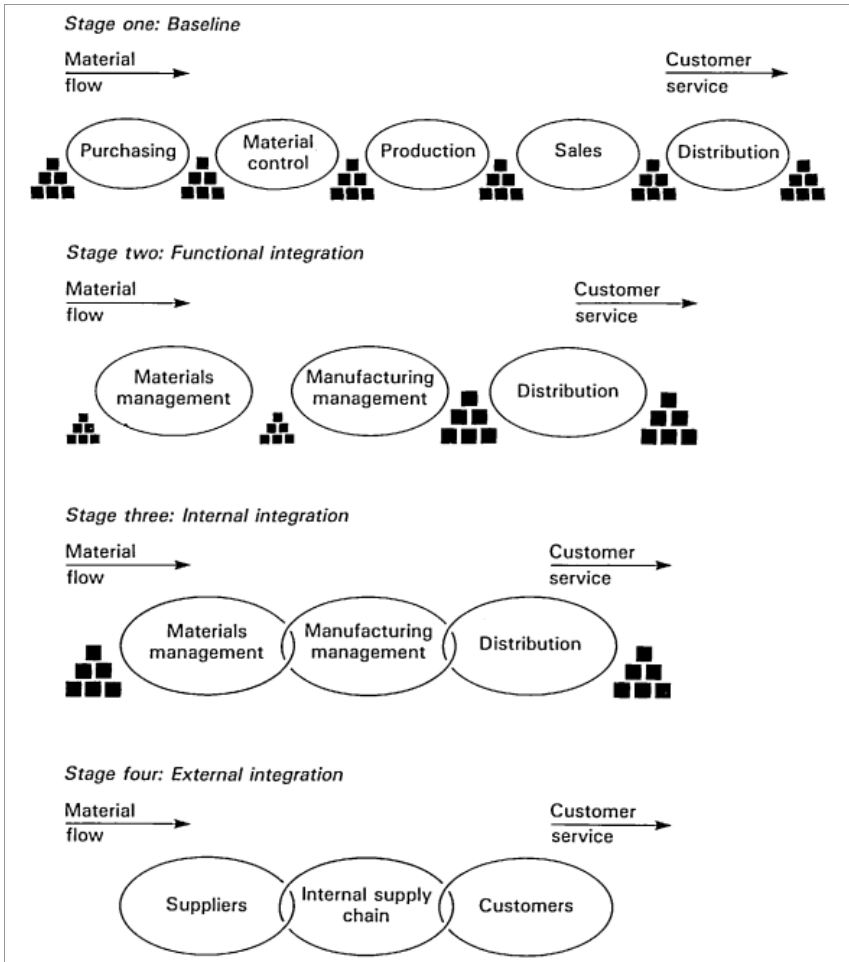 Stage one: Baseline
Material
flow
Customer
service
Purchasing
Material
control
Production
Sales
Distribution
Stage two: Functional integration
Material
flow
Customer
service
Materials
management
Manufacturing
management
Distribution
Stage three: Internal integration
Material
flow
Customer
service
Materials
management
Manufacturing
management
Distribution
Stage four: External integration
Material
flow
Customer
service
Suppliers
Internal supply
chain
Customers